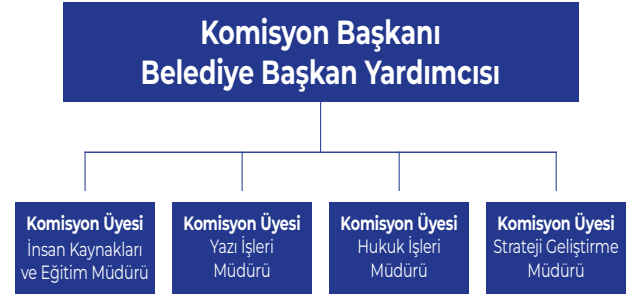 Komisyon Başkanı
Belediye Başkan Yardımcısı
Komisyon Üyesi
İnsan Kaynakları
ve Eğitim Müdürü
Komisyon Üyesi
Yazı İşleri
Müdürü
Komisyon Üyesi
Hukuk İşleri
Müdürü
Komisyon Üyesi
Strateji Geliştirme
Müdürü